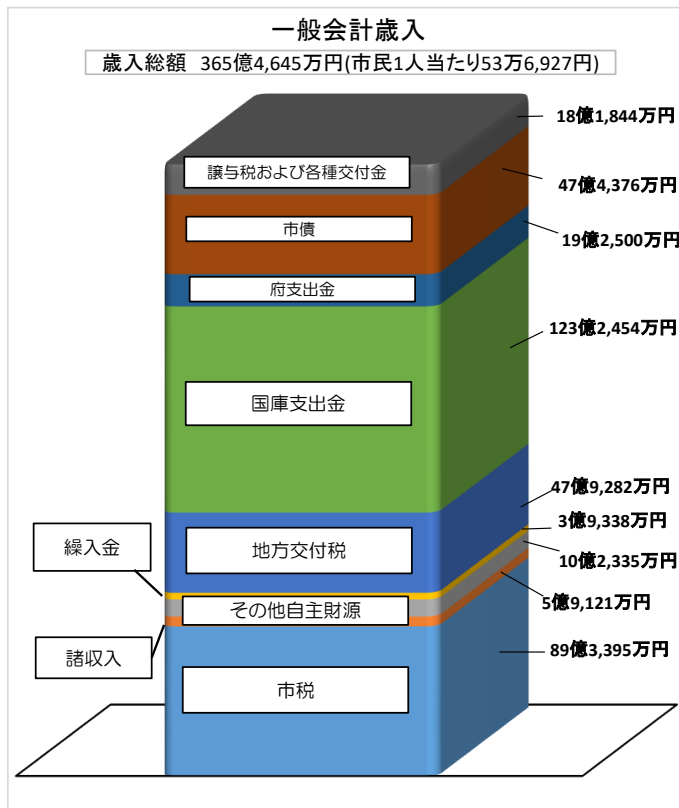 一般会計歳入
歳入総額 365億4,645万円(市民1人当たり53万6,927円)
18億1,844万円
譲与税および各種交付金
47億4,376万円
市債
19億2,500万円
府支出金
123億2,454万円
国庫支出金
47億9,282万円
3億9,338万円
繰入金
地方交付税
10億2,335万円
その他自主財源
5億9,121万円
諸収入
89億3,395万円
市税